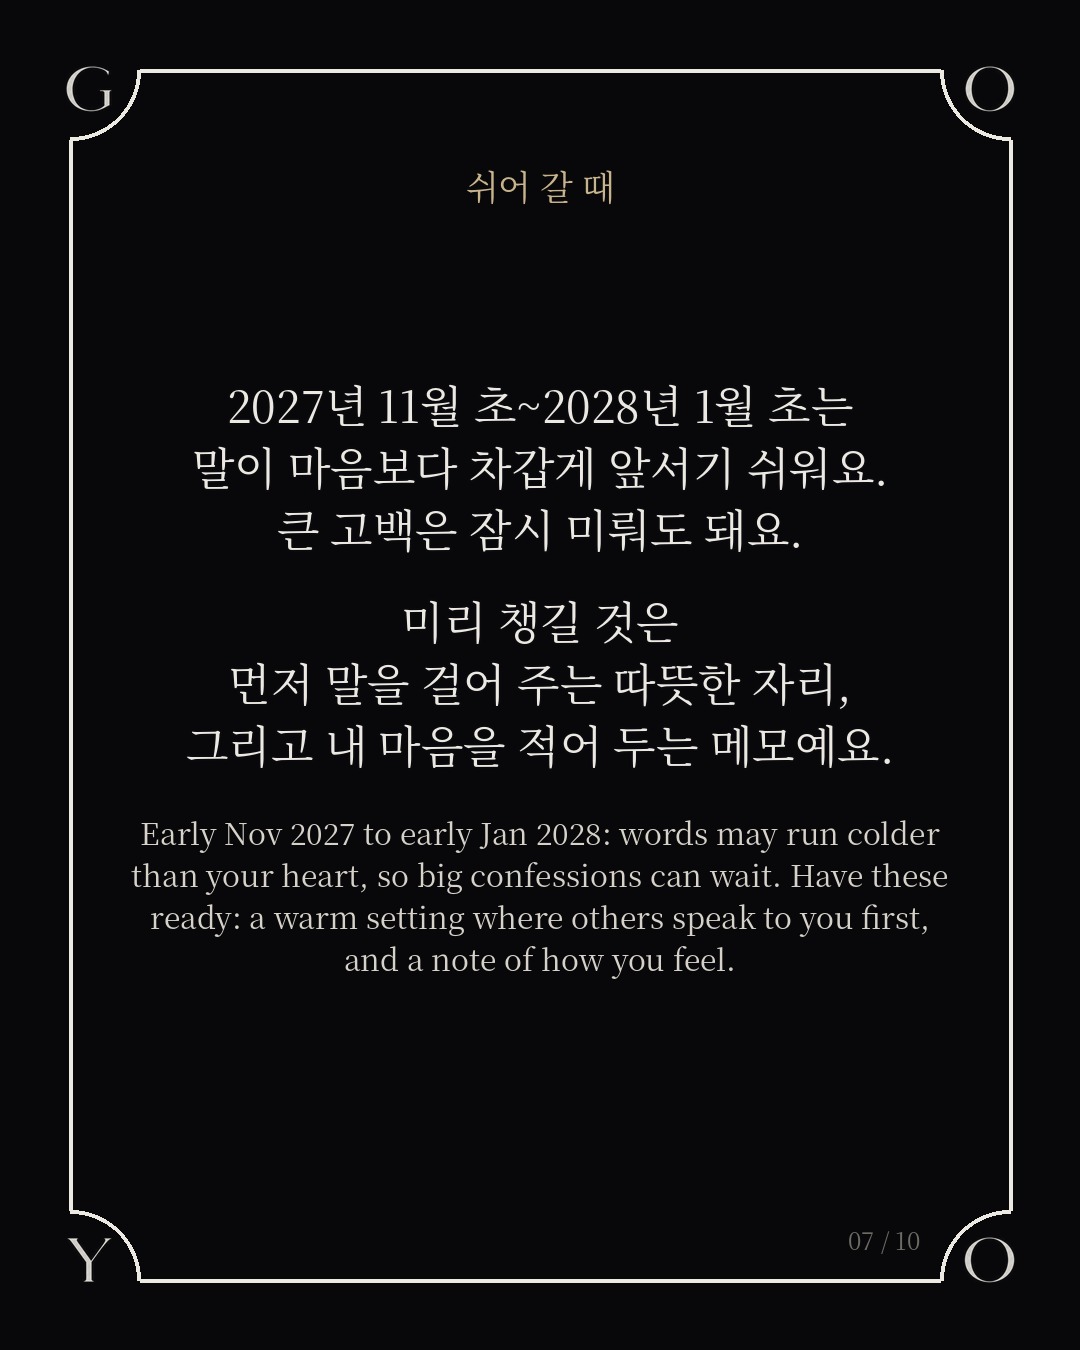 G O
쉬어 갈 때
2027년 11월 초~2028년 1월 초는
말이 마음보다 차갑게 앞서기 쉬워요.
큰 고백은 잠시 미뤄도 돼요.
미리 챙길 것은
먼저 말을 걸어 주는 따뜻한 자리,
그리고 내 마음을 적어 두는 메모예요.
Early Nov 2027 to early Jan 2028: words may run colder
than your heart, so big confessions can wait. Have these
ready: a warm setting where others speak to you first,
and a note of how you feel.
07 / 10
Y O